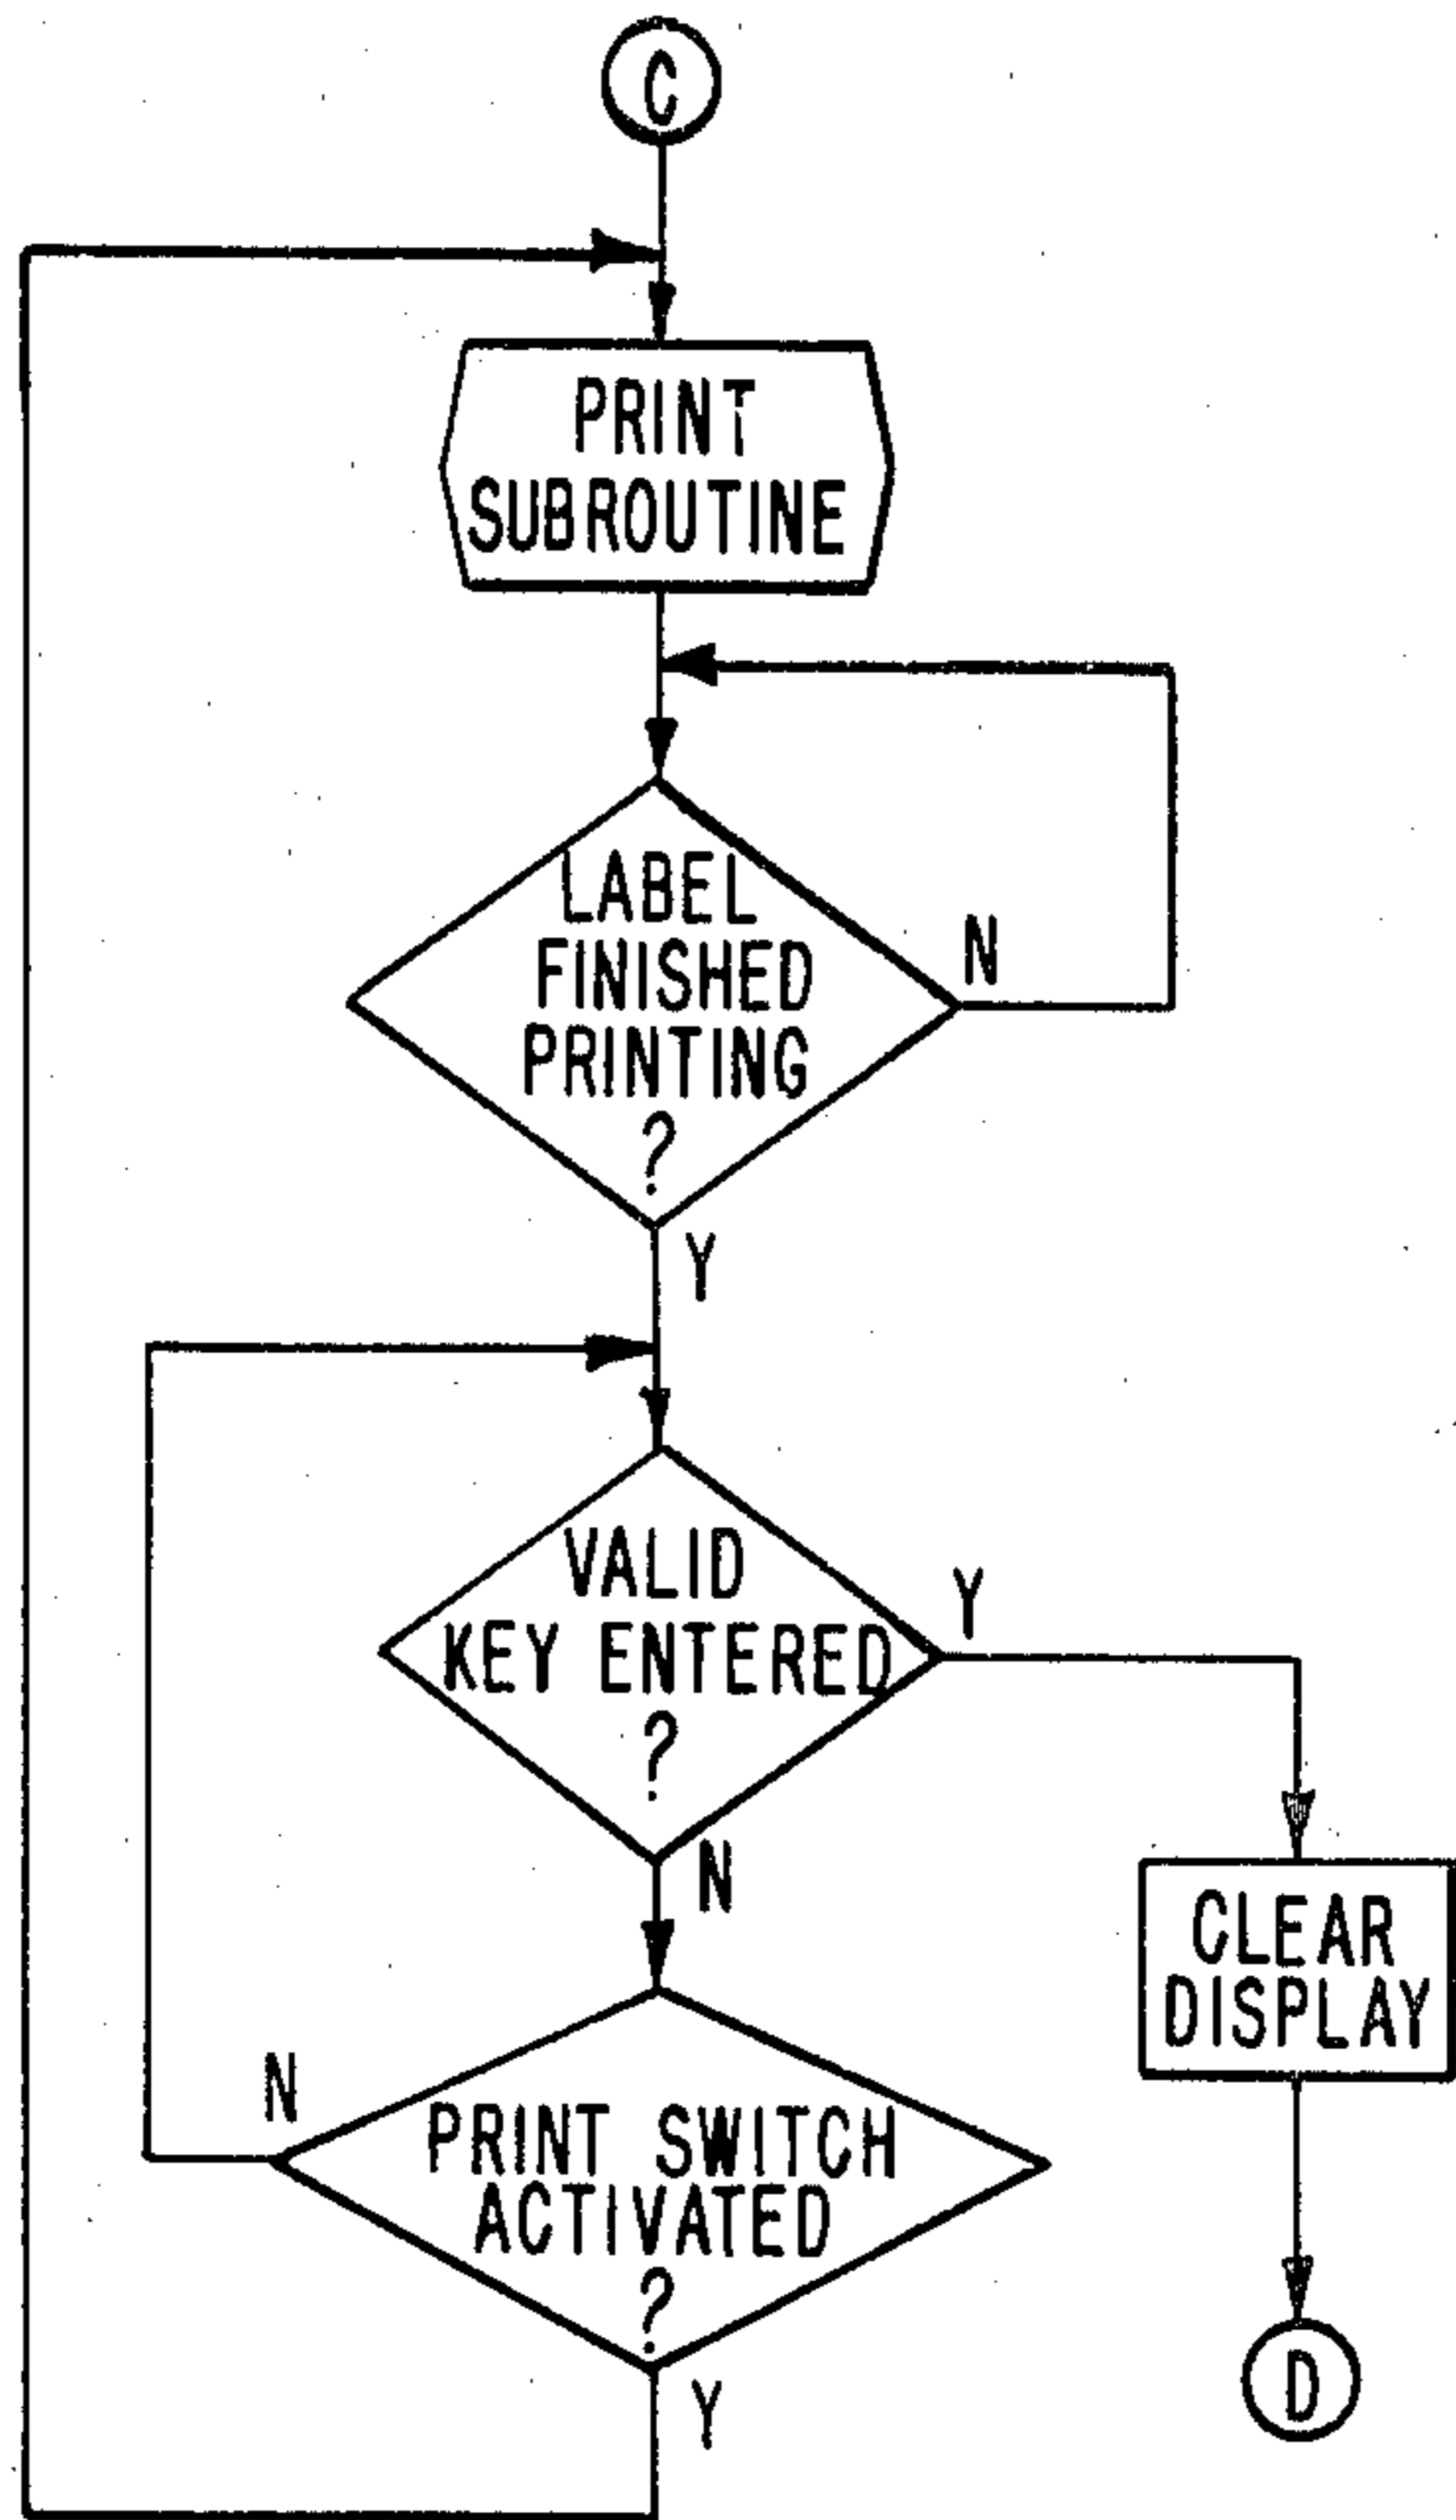 C
PRINT
SUBROUTINE
LABEL
FINISHED
PRINTING
?
N
Y
VALID
KEY ENTERED
?
Y
N
CLEAR
DISPLAY
N
PRINT SWITCH
ACTIVATED
?
Y
D